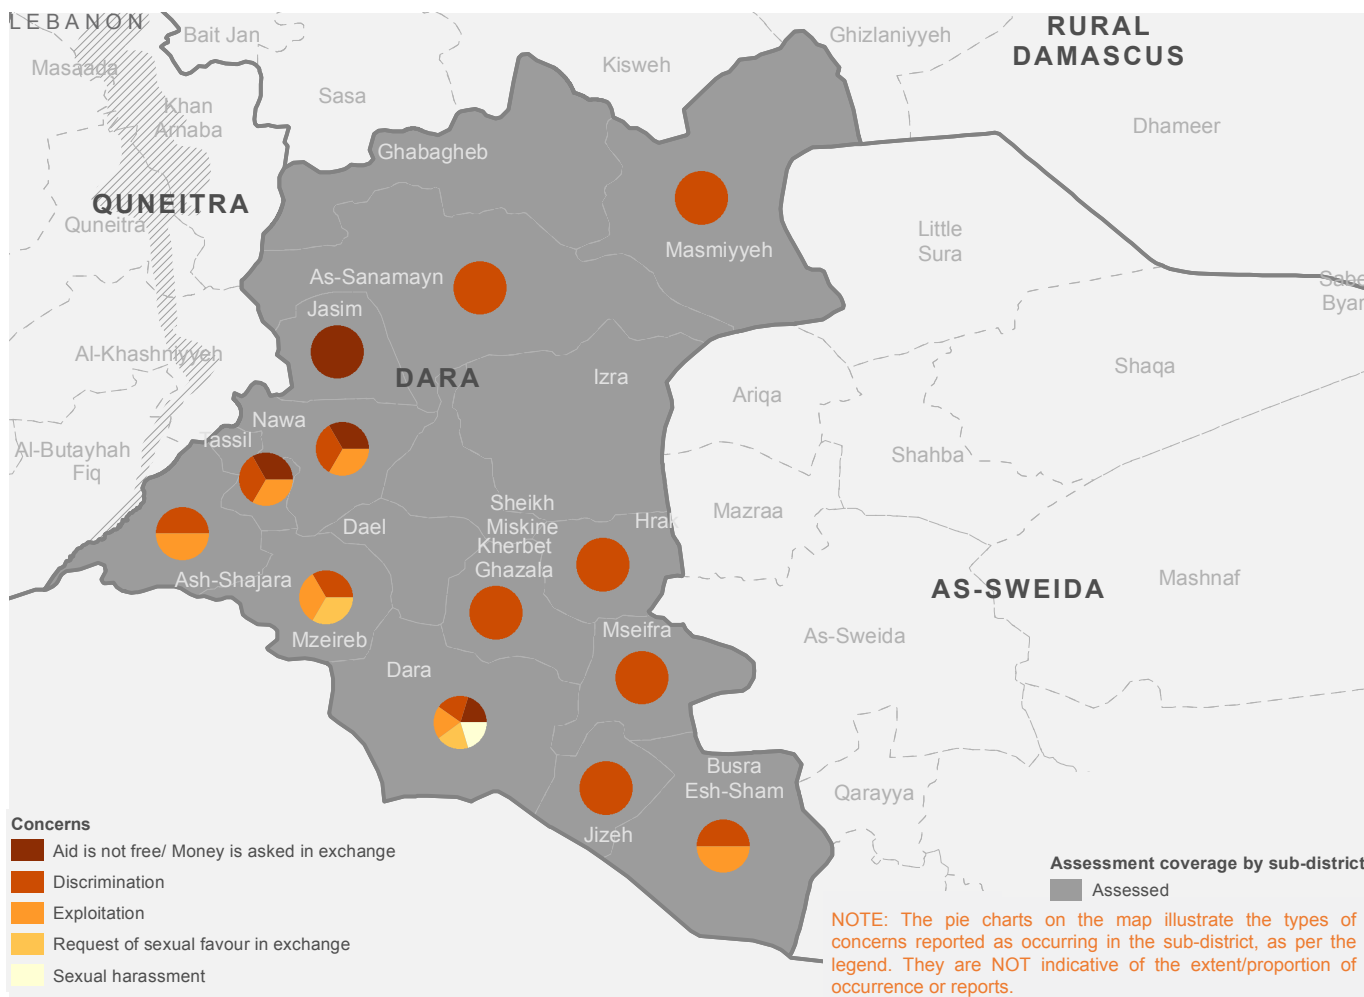 LEBANON
Bait Jan
Ghizlaniyyeh
RURAL
DAMASCUS
Masaada
Kisweh
Sasa
Khan
Arnaba
Dhameer
Ghabagheb
QUNEITRA
Quneitra
Little
Sura
Masmiyyeh
As-Sanamayn
Sabe
Byar
Jasim
Al-Khashniyyeh
Shaqa
DARA
Izra
Ariqa
Nawa
Tassil
Al-Butayhah
Fiq
Shahba
Sheikh
Miskine
Mazraa
Hrak
Dael
Kherbet
Ghazala
Ash-Shajara
Mashnaf
AS-SWEIDA
Mzeireb
Mseifra
As-Sweida
Dara
Busra
Esh-Sham
Qarayya
Jizeh
Concerns
Aid is not free/ Money is asked in exchange
Discrimination
Exploitation
Request of sexual favour in exchange
Sexual harassment
Assessment coverage by sub-district
Assessed
NOTE: The pie charts on the map illustrate the types of
concerns reported as occurring in the sub-district, as per the
legend. They are NOT indicative of the extent/proportion of
occurrence or reports.